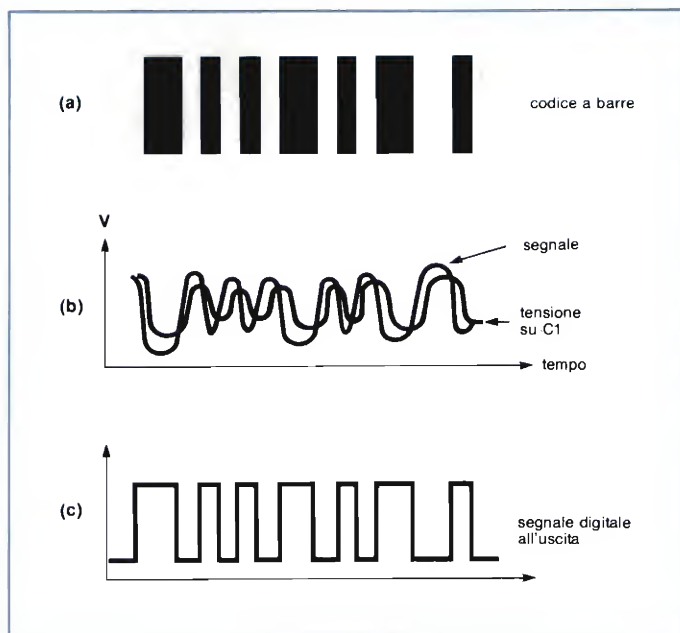 (a)
codice a barre
V
segnale
(b)
tensione
su C1
tempo
(c)
segnale digitale
all'uscita